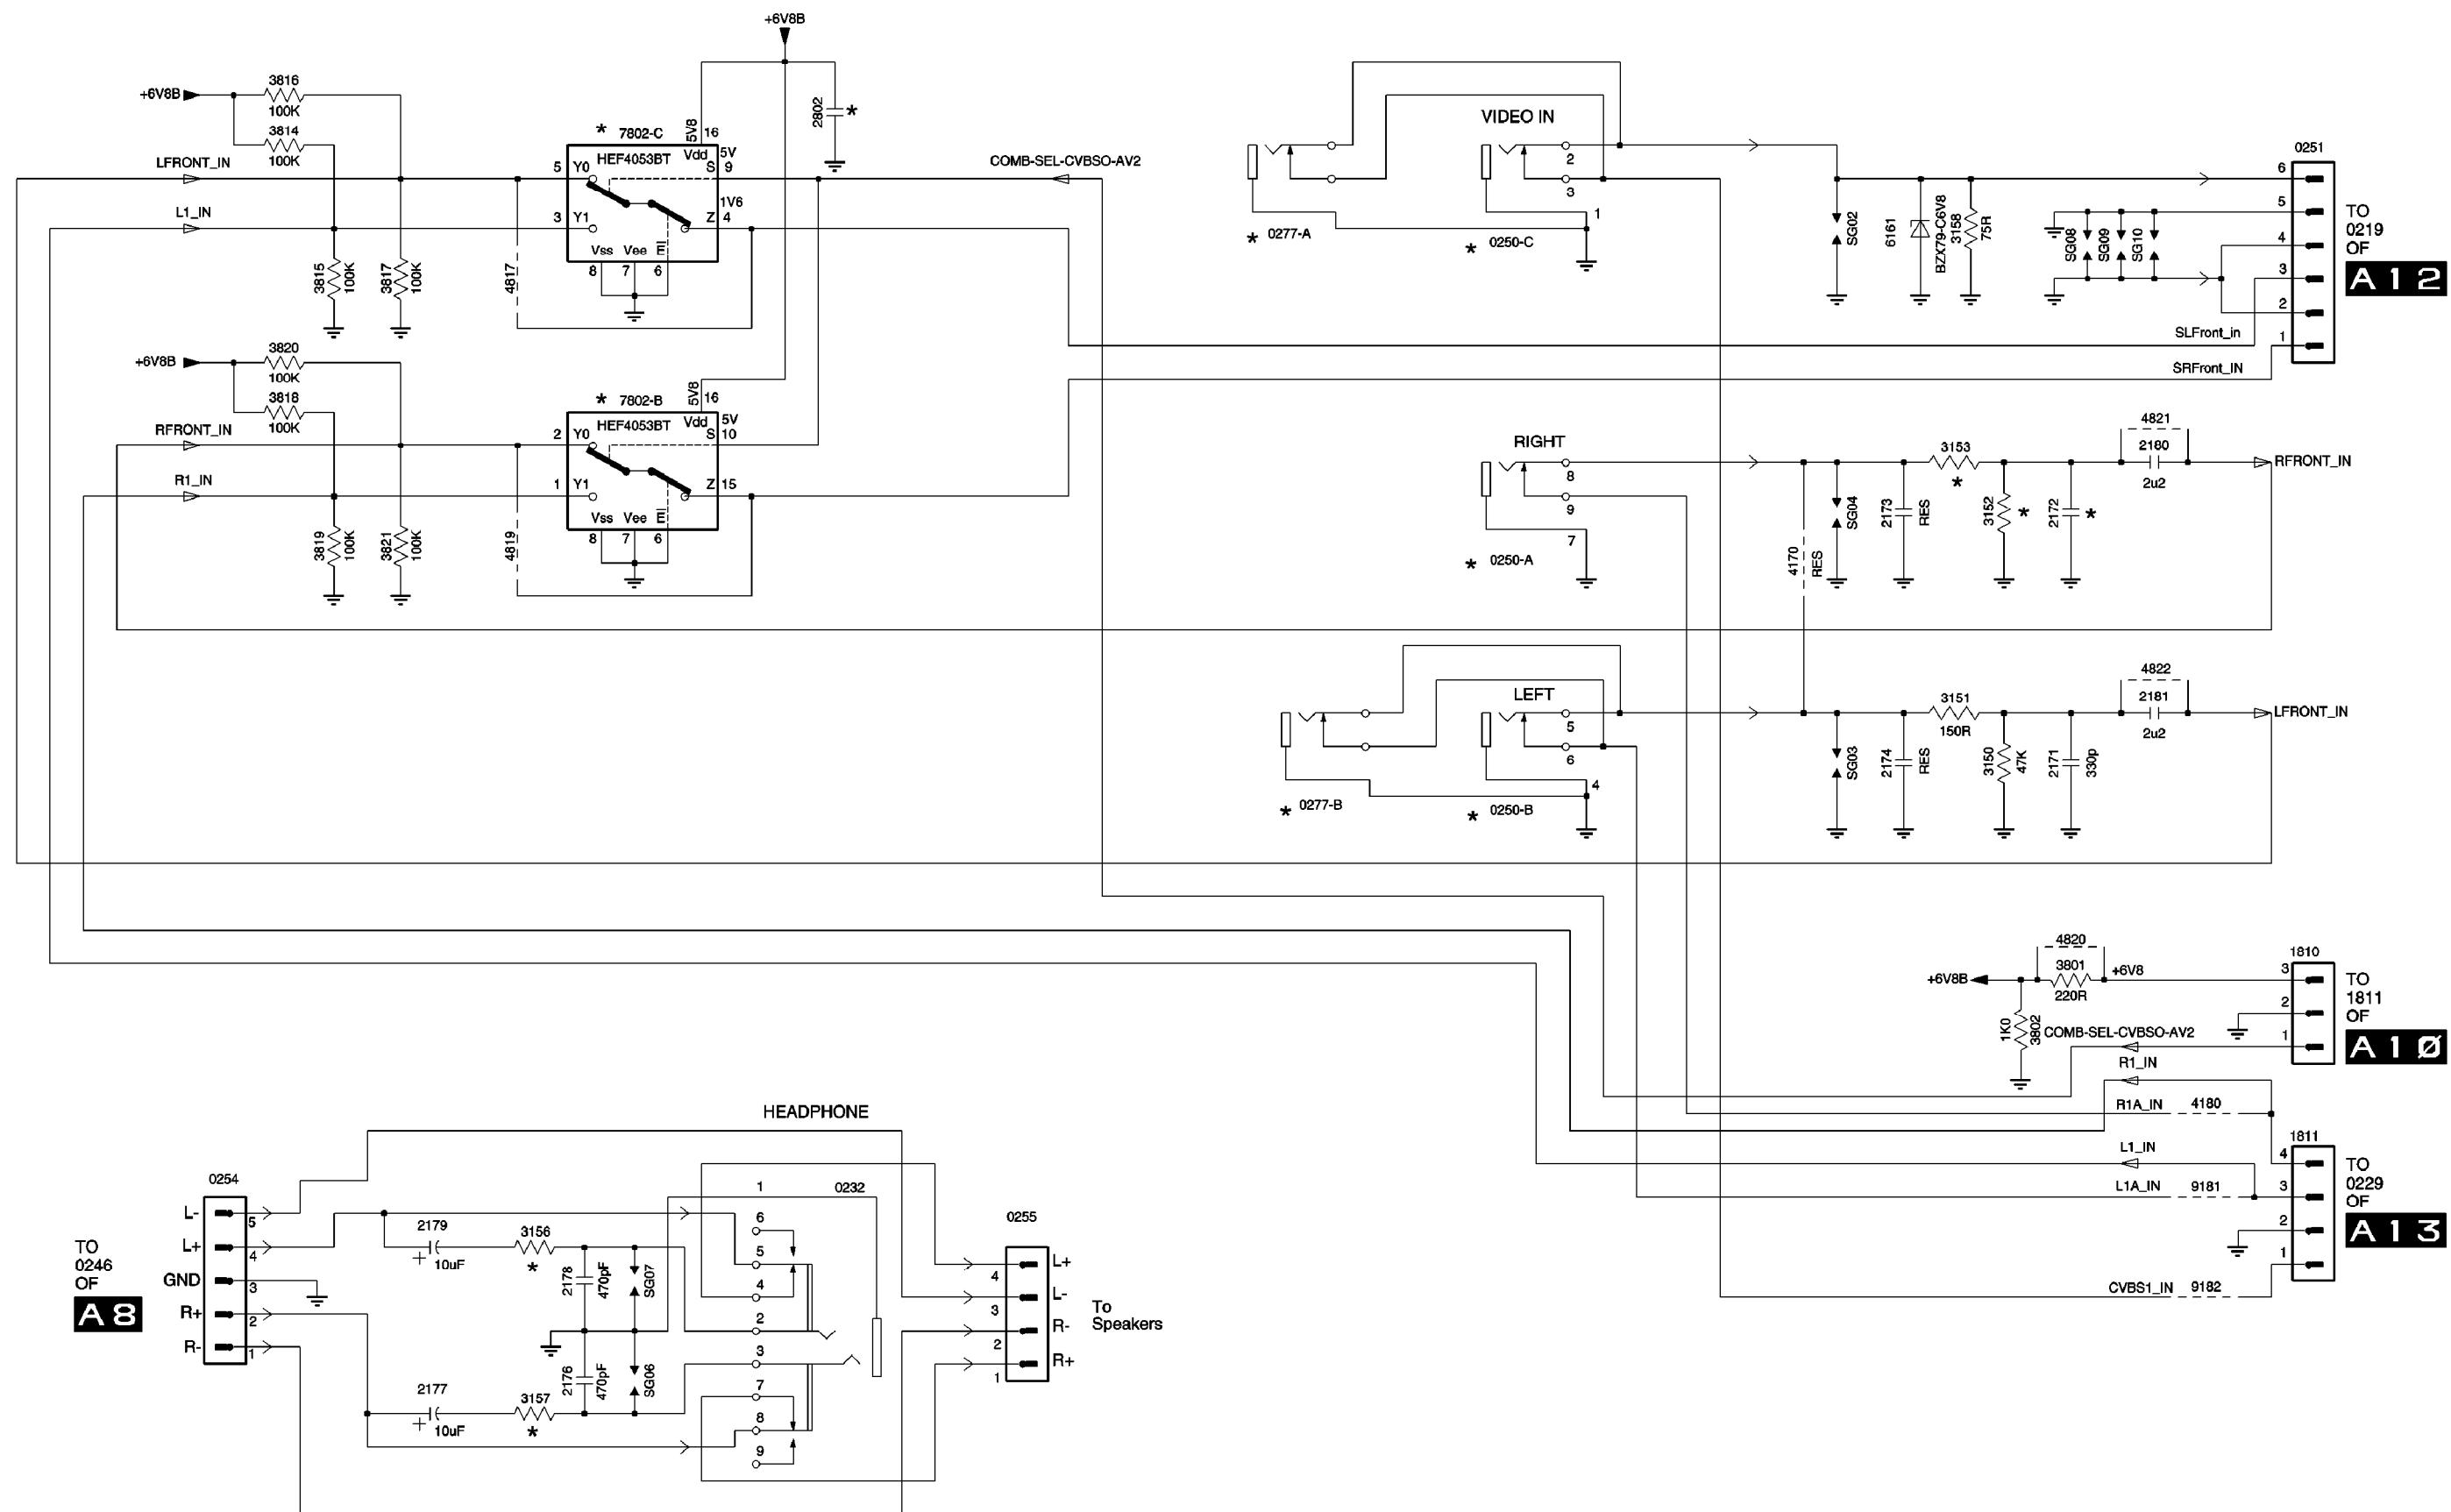 +6V8B
3816
100K
+6V8B
3814
100K
2802
*
* 7802-C
5V8
16
HEF4053BT
Vdd
5V
LFRONT_IN
5
Y0
S
9
COMB-SEL-CVBSO-AV2
1V6
L1_IN
3
Y1
Z
4
Vss
Vee
E
8
7
6
3815
100K
3817
100K
4817
3820
+6V8B
100K
3818
100K
* 7802-B
5V8
16
HEF4053BT
Vdd
5V
RFRONT_IN
2
Y0
S
10
R1_IN
1
Y1
Z
15
Vss
Vee
E
8
7
6
3819
100K
3821
100K
4819
VIDEO IN
2
3
1
* 0277-A
* 0250-C
SG02
6161
BZX79-C6V8
3158
75R
SG08
SG09
SG10
0251
6
5
4
3
2
1
TO
0219
OF
A12
SLFront_in
SRFront_IN
RIGHT
8
9
7
* 0250-A
4170
RES
SG04
2173
RES
3153
*
3152
*
2172
*
4821
2180
2u2
RFRONT_IN
LEFT
5
6
4
* 0277-B
* 0250-B
SG03
2174
RES
3151
150R
3150
47K
2171
330p
4822
2181
2u2
LFRONT_IN
4820
1810
+6V8B
3801
+6V8
220R
1K0
3802
3
2
1
TO
1811
OF
A10
COMB-SEL-CVBSO-AV2
R1_IN
R1A_IN
4180
1811
L1_IN
L1A_IN
9181
4
3
2
1
TO
0229
OF
A13
CVBS1_IN
9182
HEADPHONE
0254
L-
5
L+
4
GND
3
R+
2
R-
1
TO
0246
OF
A8
2179
+
10uF
3156
*
2178
470pF
SG07
2176
470pF
SG06
2177
+
10uF
3157
*
1
0232
6
5
4
2
3
7
8
9
0255
4
L+
3
L-
2
R-
1
R+
To
Speakers